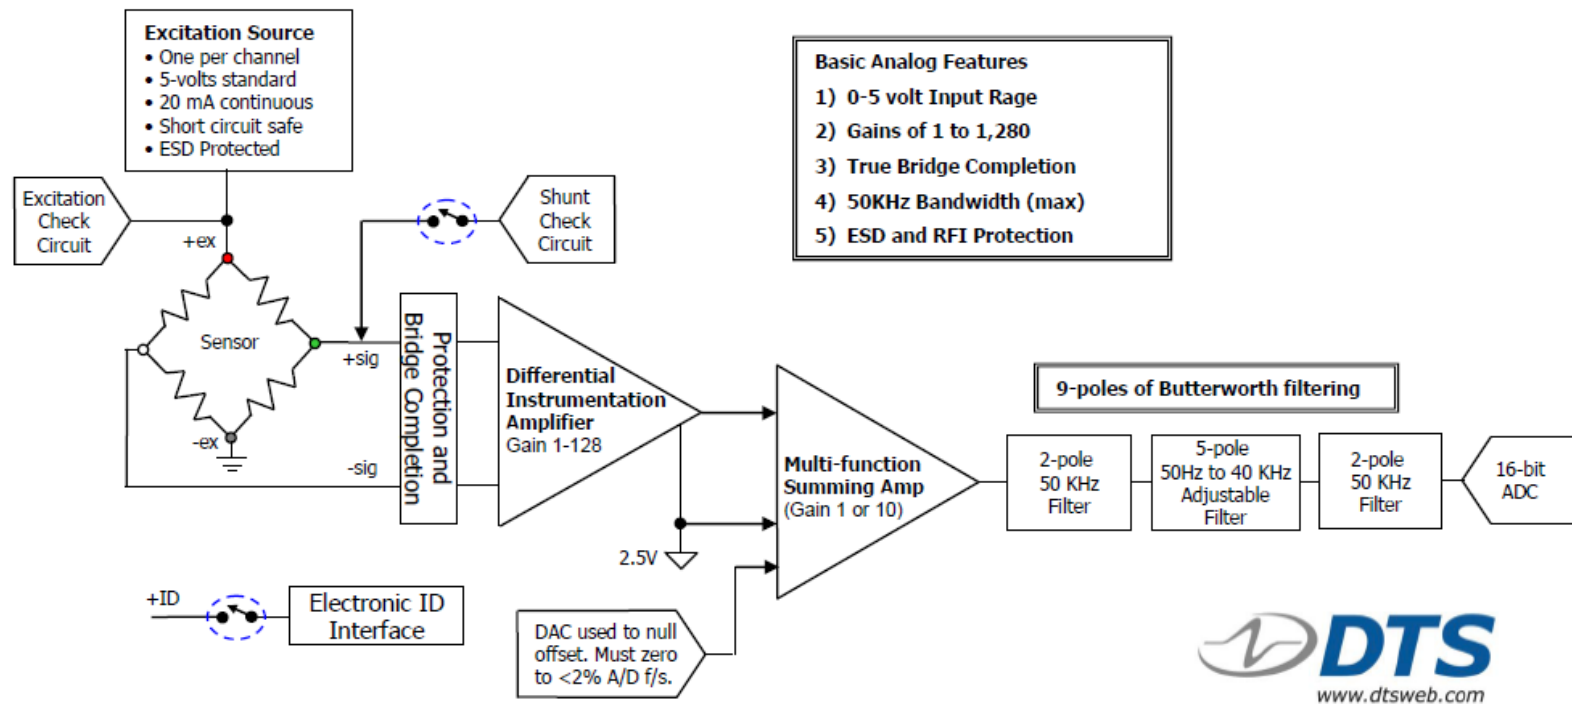 Excitation Source
• One per channel
• 5-volts standard
• 20 mA continuous
• Short circuit safe
• ESD Protected
Basic Analog Features
1) 0-5 volt Input Rage
2) Gains of 1 to 1,280
3) True Bridge Completion
4) 50KHz Bandwidth (max)
5) ESD and RFI Protection
Excitation
Check
Circuit
Shunt
Check
Circuit
+ex
Sensor
-ex
+sig
-sig
Protection and
Bridge Completion
Differential
Instrumentation
Amplifier
Gain 1-128
Multi-function
Summing Amp
(Gain 1 or 10)
2.5V
9-poles of Butterworth filtering
2-pole
50 KHz
Filter
5-pole
50Hz to 40 KHz
Adjustable
Filter
2-pole
50 KHz
Filter
16-bit
ADC
+ID
Electronic ID
Interface
DAC used to null
offset. Must zero
to <2% A/D f/s.
DTS
www.dtsweb.com